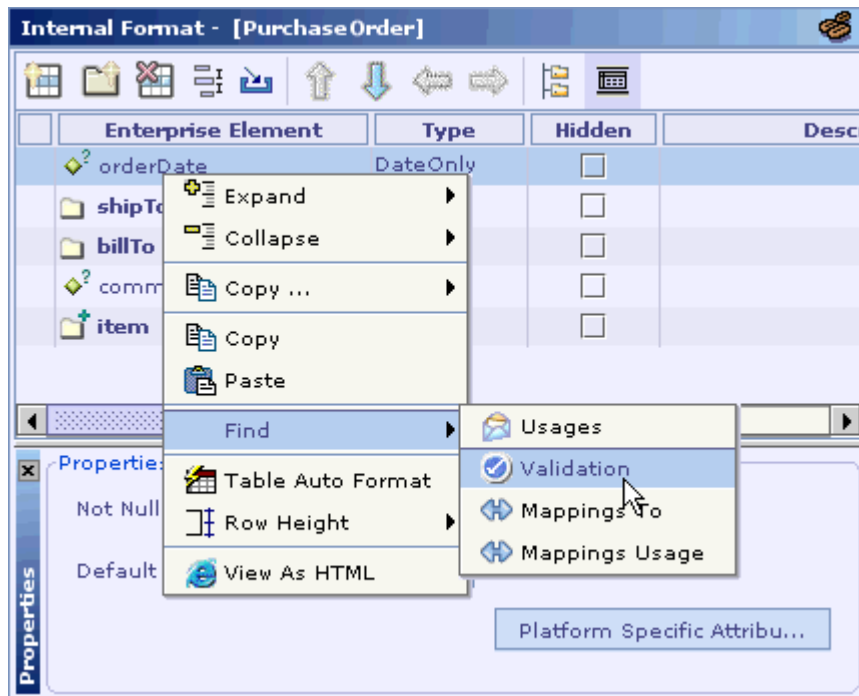 Internal Format - [PurchaseOrder]
Enterprise Element Type Hidden Desc
orderDate DateOnly
shipTo
billTo
comm
item
Expand
Collapse
Copy ...
Copy
Paste
Find
Table Auto Format
Row Height
View As HTML
Usages
Validation
Mappings To
Mappings Usage
Properties
Not Null
Default
Platform Specific Attribu...
Properties